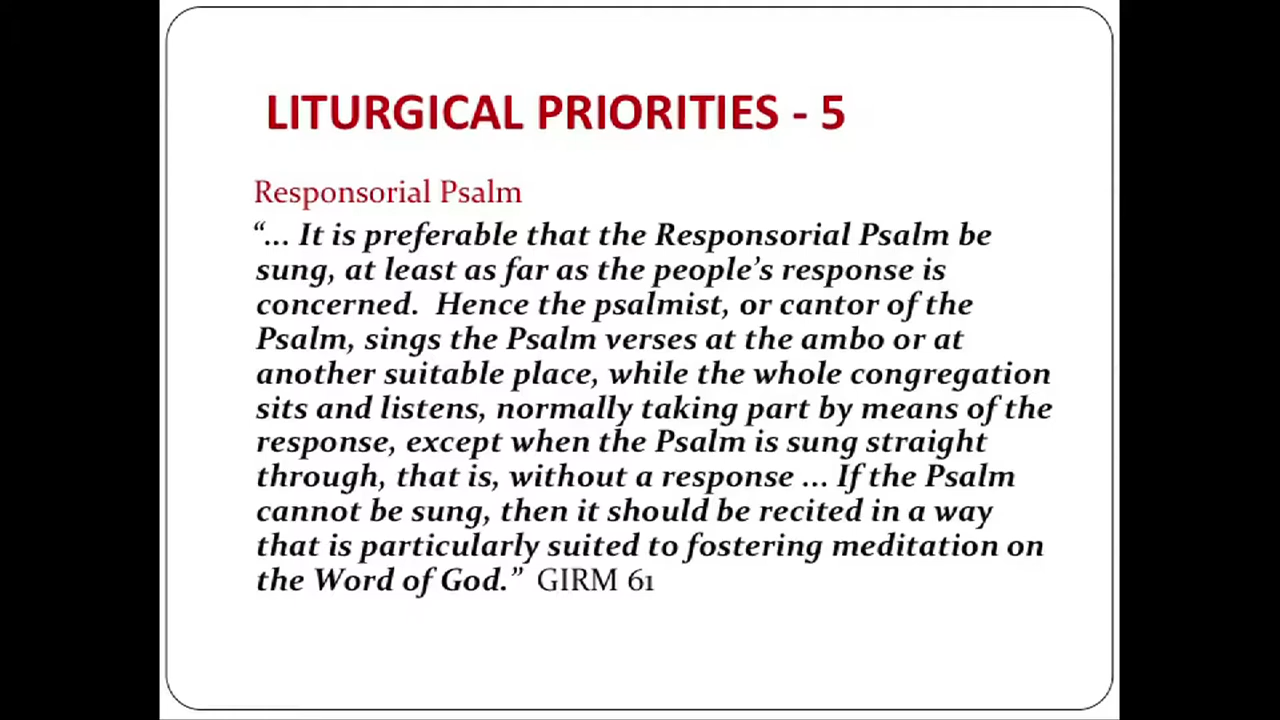 LITURGICAL PRIORITIES - 5
Responsorial Psalm
“... It is preferable that the Responsorial Psalm be
sung, at least as far as the people’s response is
concerned.  Hence the psalmist, or cantor of the
Psalm, sings the Psalm verses at the ambo or at
another suitable place, while the whole congregation
sits and listens, normally taking part by means of the
response, except when the Psalm is sung straight
through, that is, without a response ... If the Psalm
cannot be sung, then it should be recited in a way
that is particularly suited to fostering meditation on
the Word of God.”  GIRM 61